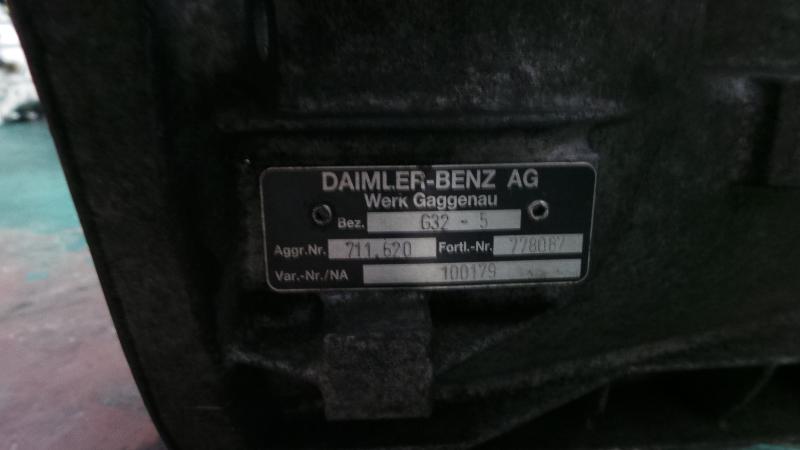 DAIMLER-BENZ AG
Werk Gaggenau
Bez. G32 - 5
Aggr.Nr. 711.620 Fortl.-Nr. 778087
Var.-Nr./NA 100179